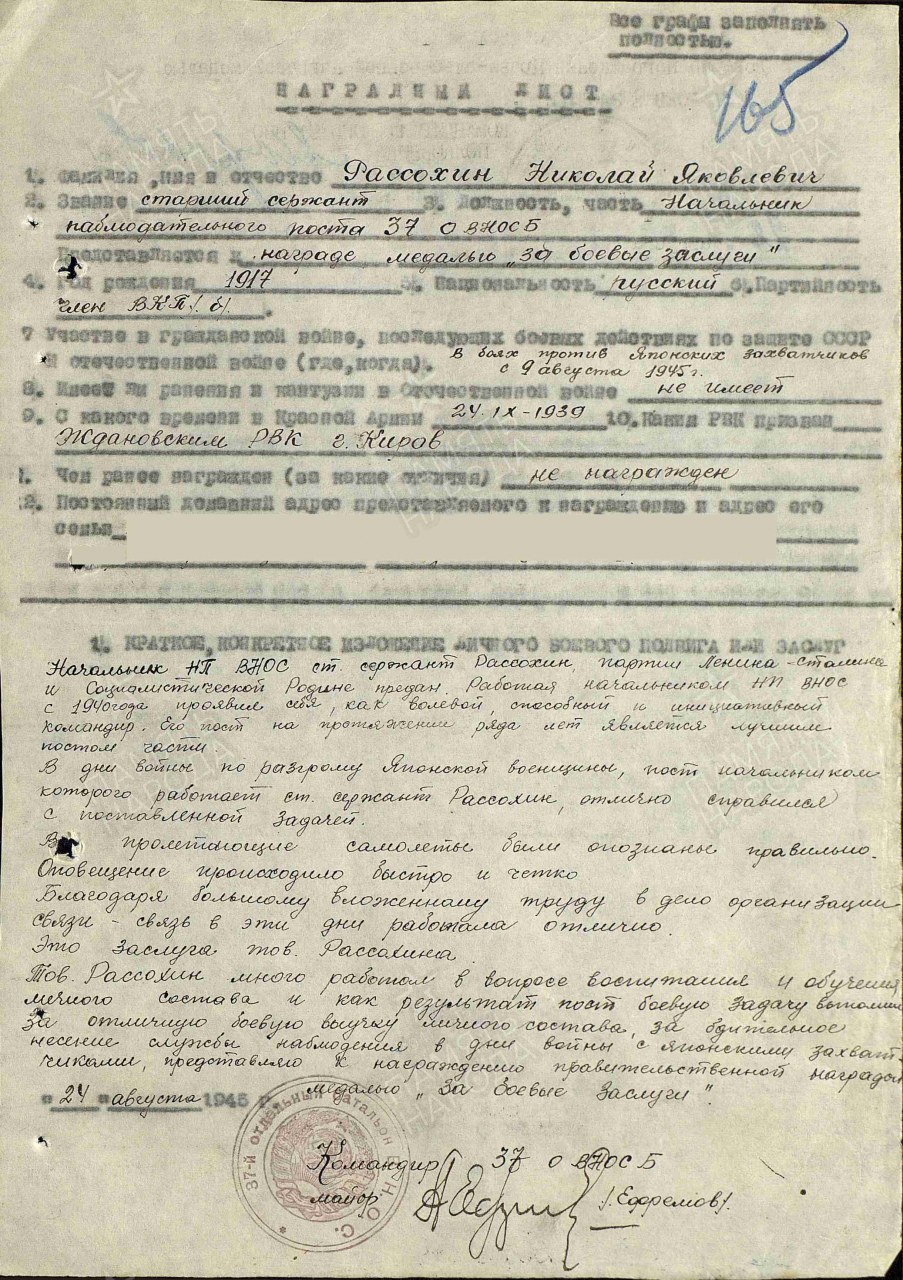 Все графы заполнять
полностью.
165
НАГРАДНЫЙ ЛИСТ
1. Фамилия, имя и отчество Рассохин Николай Яковлевич
2. Звание старший сержант 3. Должность, часть Начальник
наблюдательного поста 37 О ВНОС Б
Представляется к награде медалью „За боевые заслуги"
4. Год рождения 1917 5. Национальность русский 6. Партийность
член ВКП/б/.
7 Участие в гражданской войне, последующих боевых действиях по защите СССР
и отечественной войне (где, когда). В боях против Японских захватчиков
с 9 августа 1945 г.
8. Имеет ли ранения и контузии в Отечественной войне не имеет
9. С какого времени в Красной Армии 24-IX-1939 10. Каким РВК призван
Ждановским РВК г. Киров
1. Чем ранее награжден (за какие отличия) не награжден
2. Постоянный домашний адрес представляемого к награждению и адрес его
семьи
1. КРАТКОЕ, КОНКРЕТНОЕ ИЗЛОЖЕНИЕ ЛИЧНОГО БОЕВОГО ПОДВИГА ИЛИ ЗАСЛУГ
Начальник НП ВНОС ст. сержант Рассохин, партии Ленина-Сталина
и Социалистической Родине предан. Работая начальником НП ВНОС
с 1940 года проявил себя, как волевой, способный и инициативный
командир. Его пост на протяжении ряда лет является лучшим
постом части.
В дни войны по разгрому Японской военщины, пост начальником
которого работает ст. сержант Рассохин, отлично справился
с поставленной задачей.
пролетающие самолеты были опознаны правильно.
Оповещение происходило быстро и четко
Благодаря большому вложенному труду в дело организации
связи - связь в эти дни работала отлично.
Это заслуга тов. Рассохина.
Тов. Рассохин много работал в вопросе воспитания и обучения
личного состава и как результат пост боевую задачу выполнил
За отличную боевую выучку личного состава, за бдительное
несение службы наблюдения в дни войны с японскими захват-
чиками, представляю к награждению правительственной наградой
медалью „За Боевые Заслуги".
"24" августа 1945 г.
37-й отдельный батальон В.Н.О.С.
Командир 37 О ВНОС Б
майор /Ефремов/.